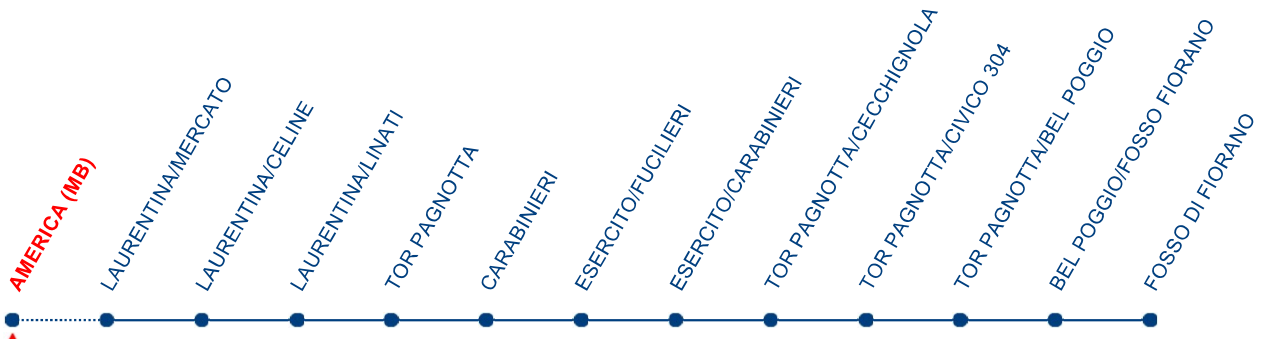 AMERICA (MB)
LAURENTINA/MERCATO
LAURENTINA/CELINE
LAURENTINA/LINATI
TOR PAGNOTTA
CARABINIERI
ESERCITO/FUCILIERI
ESERCITO/CARABINIERI
TOR PAGNOTTA/CECCHIGNOLA
TOR PAGNOTTA/CIVICO 304
TOR PAGNOTTA/BEL POGGIO
BEL POGGIO/FOSSO FIORANO
FOSSO DI FIORANO